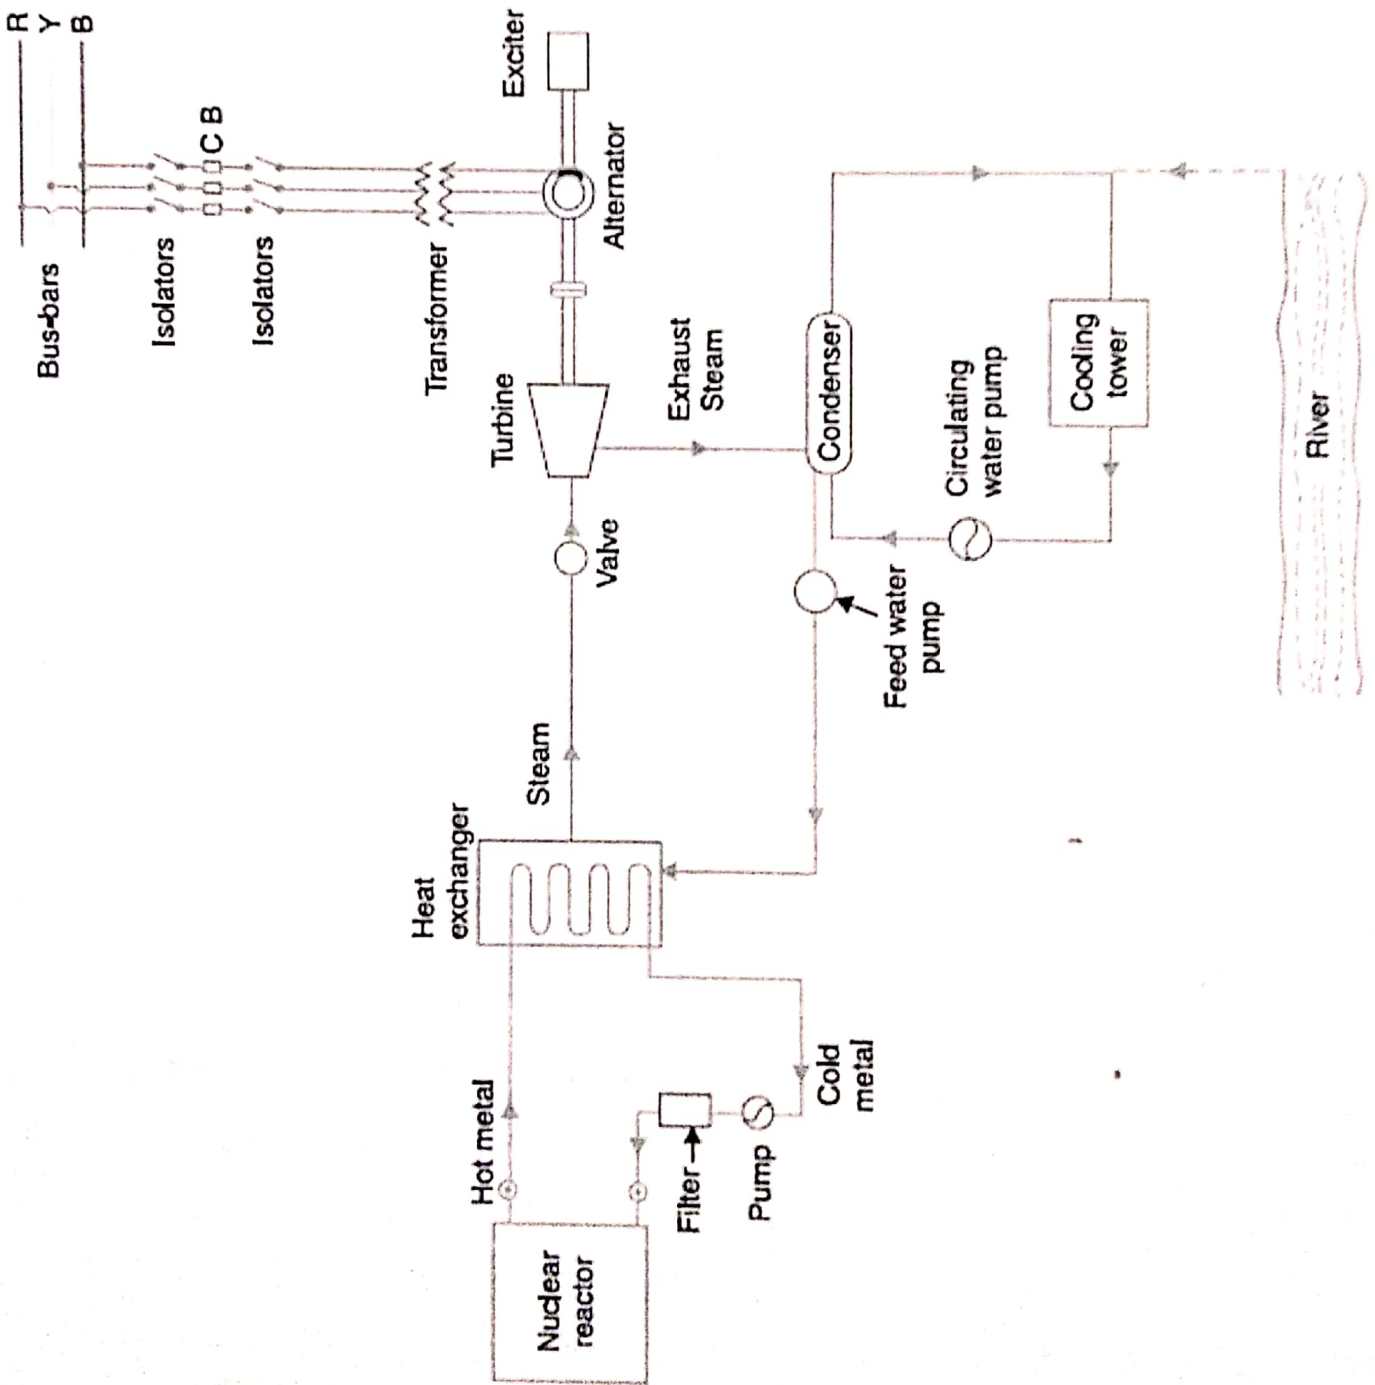 R
Y
B
Bus-bars
Isolators
C B
Isolators
Transformer
Exciter
Alternator
Turbine
Valve
Steam
Heat
exchanger
Hot metal
Nuclear
reactor
Filter
Pump
Cold
metal
Exhaust
Steam
Condenser
Feed water
pump
Circulating
water pump
Cooling
tower
River